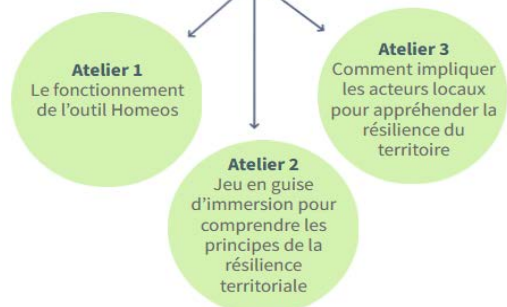 Atelier 1
Le fonctionnement
de l'outil Homeos
Atelier 2
Jeu en guise
d'immersion pour
comprendre les
principes de la
résilience
territoriale
Atelier 3
Comment impliquer
les acteurs locaux
pour appréhender la
résilience du
territoire